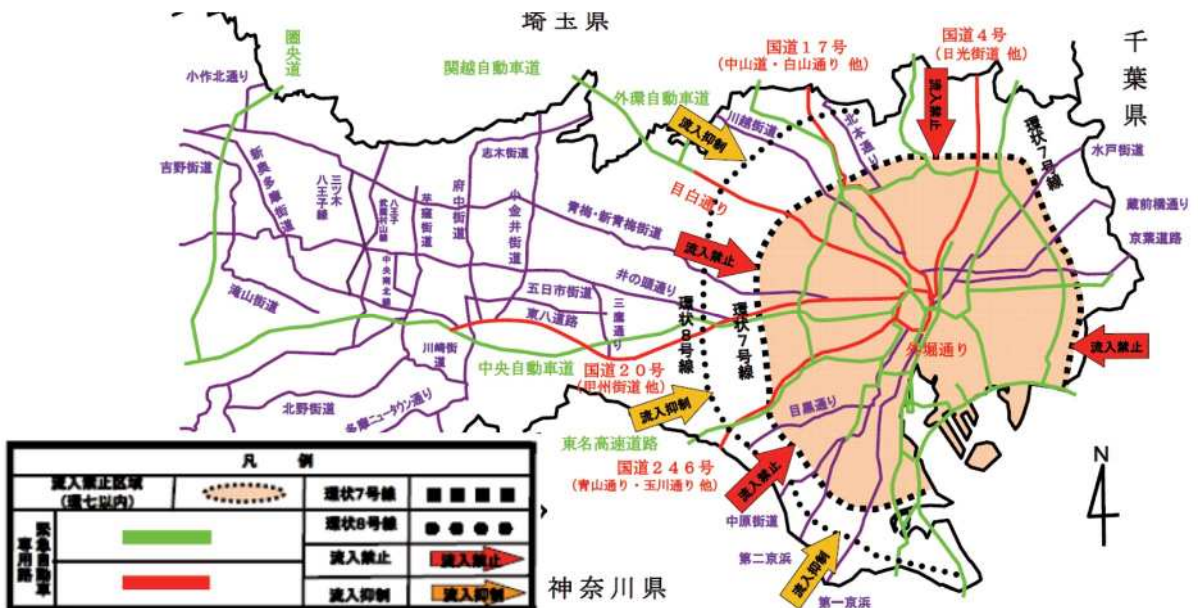 埼玉県
千葉県
圏央道
小作北通り
関越自動車道
外環自動車道
国道17号
(中山道・白山通り 他)
国道4号
(日光街道 他)
流入禁止
流入抑制
川越街道
北本通り
環状7号線
水戸街道
蔵前橋通り
京葉道路
吉野街道
新奥多摩街道
三ツ木
八王子線
八王子
武蔵村山線
芋窪街道
府中街道
志木街道
小金井街道
青梅・新青梅街道
目白通り
流入禁止
滝山街道
中央南北線
五日市街道
井の頭通り
東八道路
三鷹通り
環状8号線
環状7号線
外堀通り
流入禁止
川崎街道
中央自動車道
国道20号
(甲州街道 他)
北野街道
多摩ニュータウン通り
流入抑制
目黒通り
東名高速道路
国道246号
(青山通り・玉川通り 他)
流入禁止
中原街道
第二京浜
流入抑制
第一京浜
神奈川県
N
凡 例
流入禁止区域
(環七以内)
環状7号線
緊急自動車
専用路
環状8号線
流入禁止
流入禁止
流入抑制
流入抑制